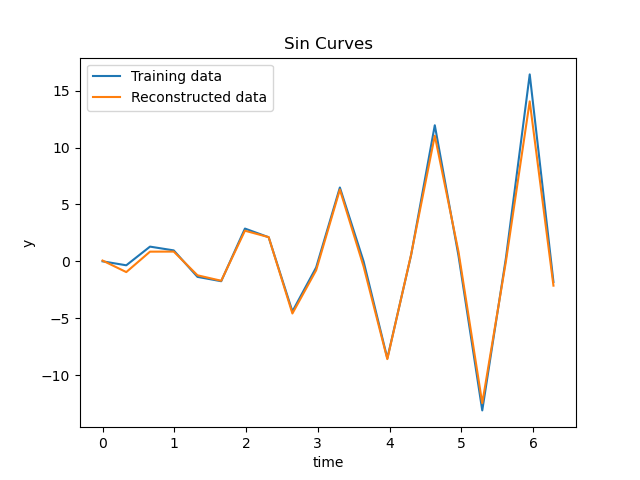 Sin Curves
Training data
Reconstructed data
15
10
5
0
−5
−10
y
0 1 2 3 4 5 6
time